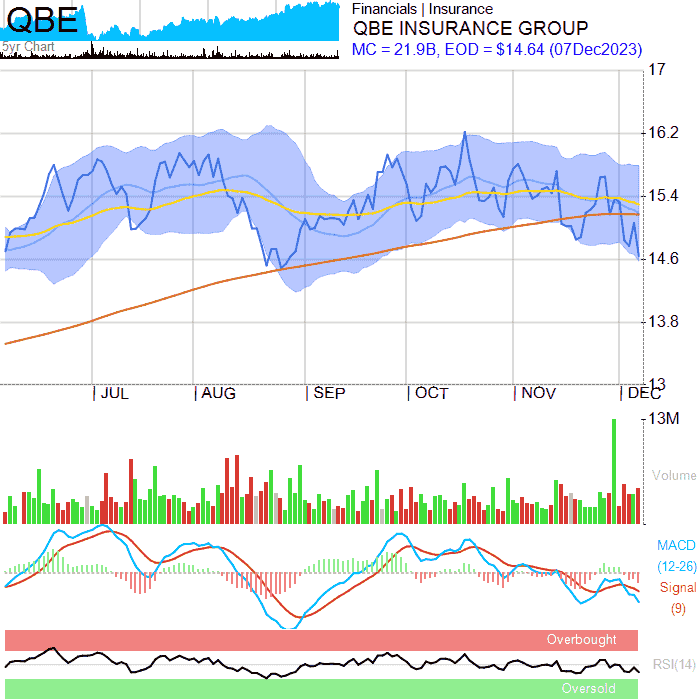 QBE
5yr Chart
Financials | Insurance
QBE INSURANCE GROUP
MC = 21.9B, EOD = $14.64 (07Dec2023)
17
16.2
15.4
14.6
13.8
13
JUL AUG SEP OCT NOV DEC
13M
Volume
MACD
(12-26)
Signal
(9)
Overbought
RSI(14)
Oversold